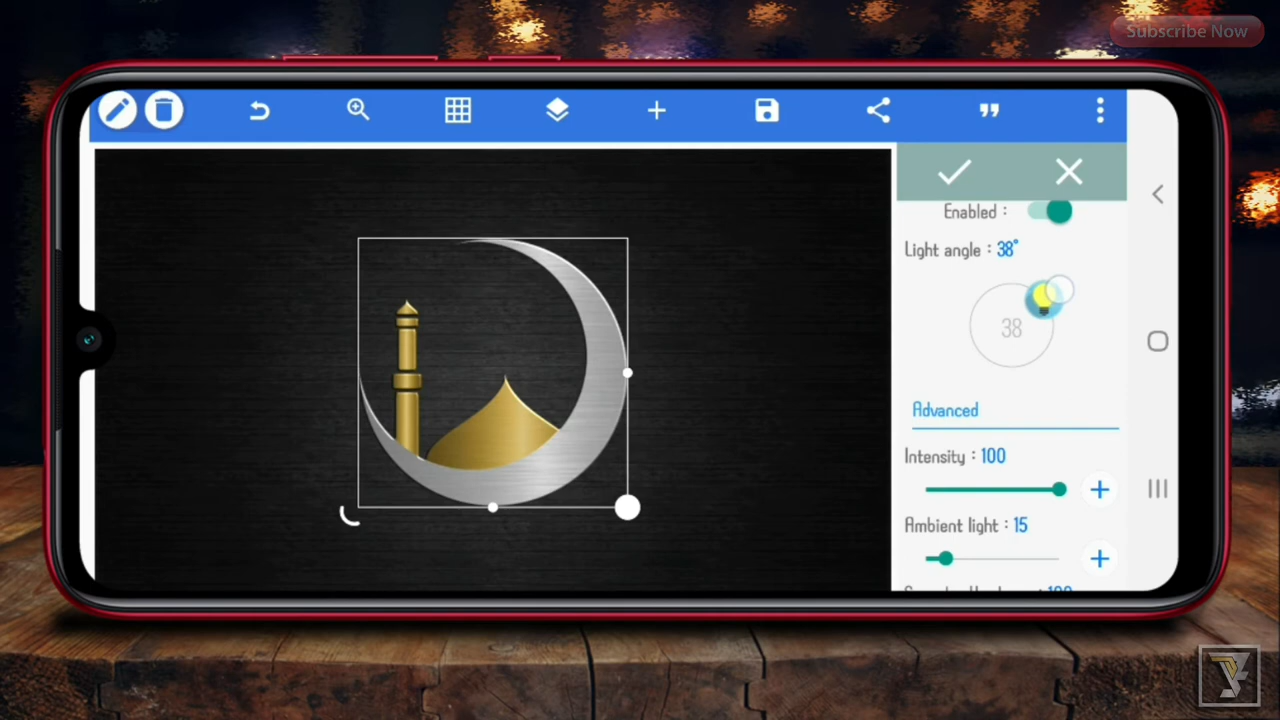 Subscribe Now
Enabled :
Light angle : 38°
38
Advanced
Intensity : 100
Ambient light : 15